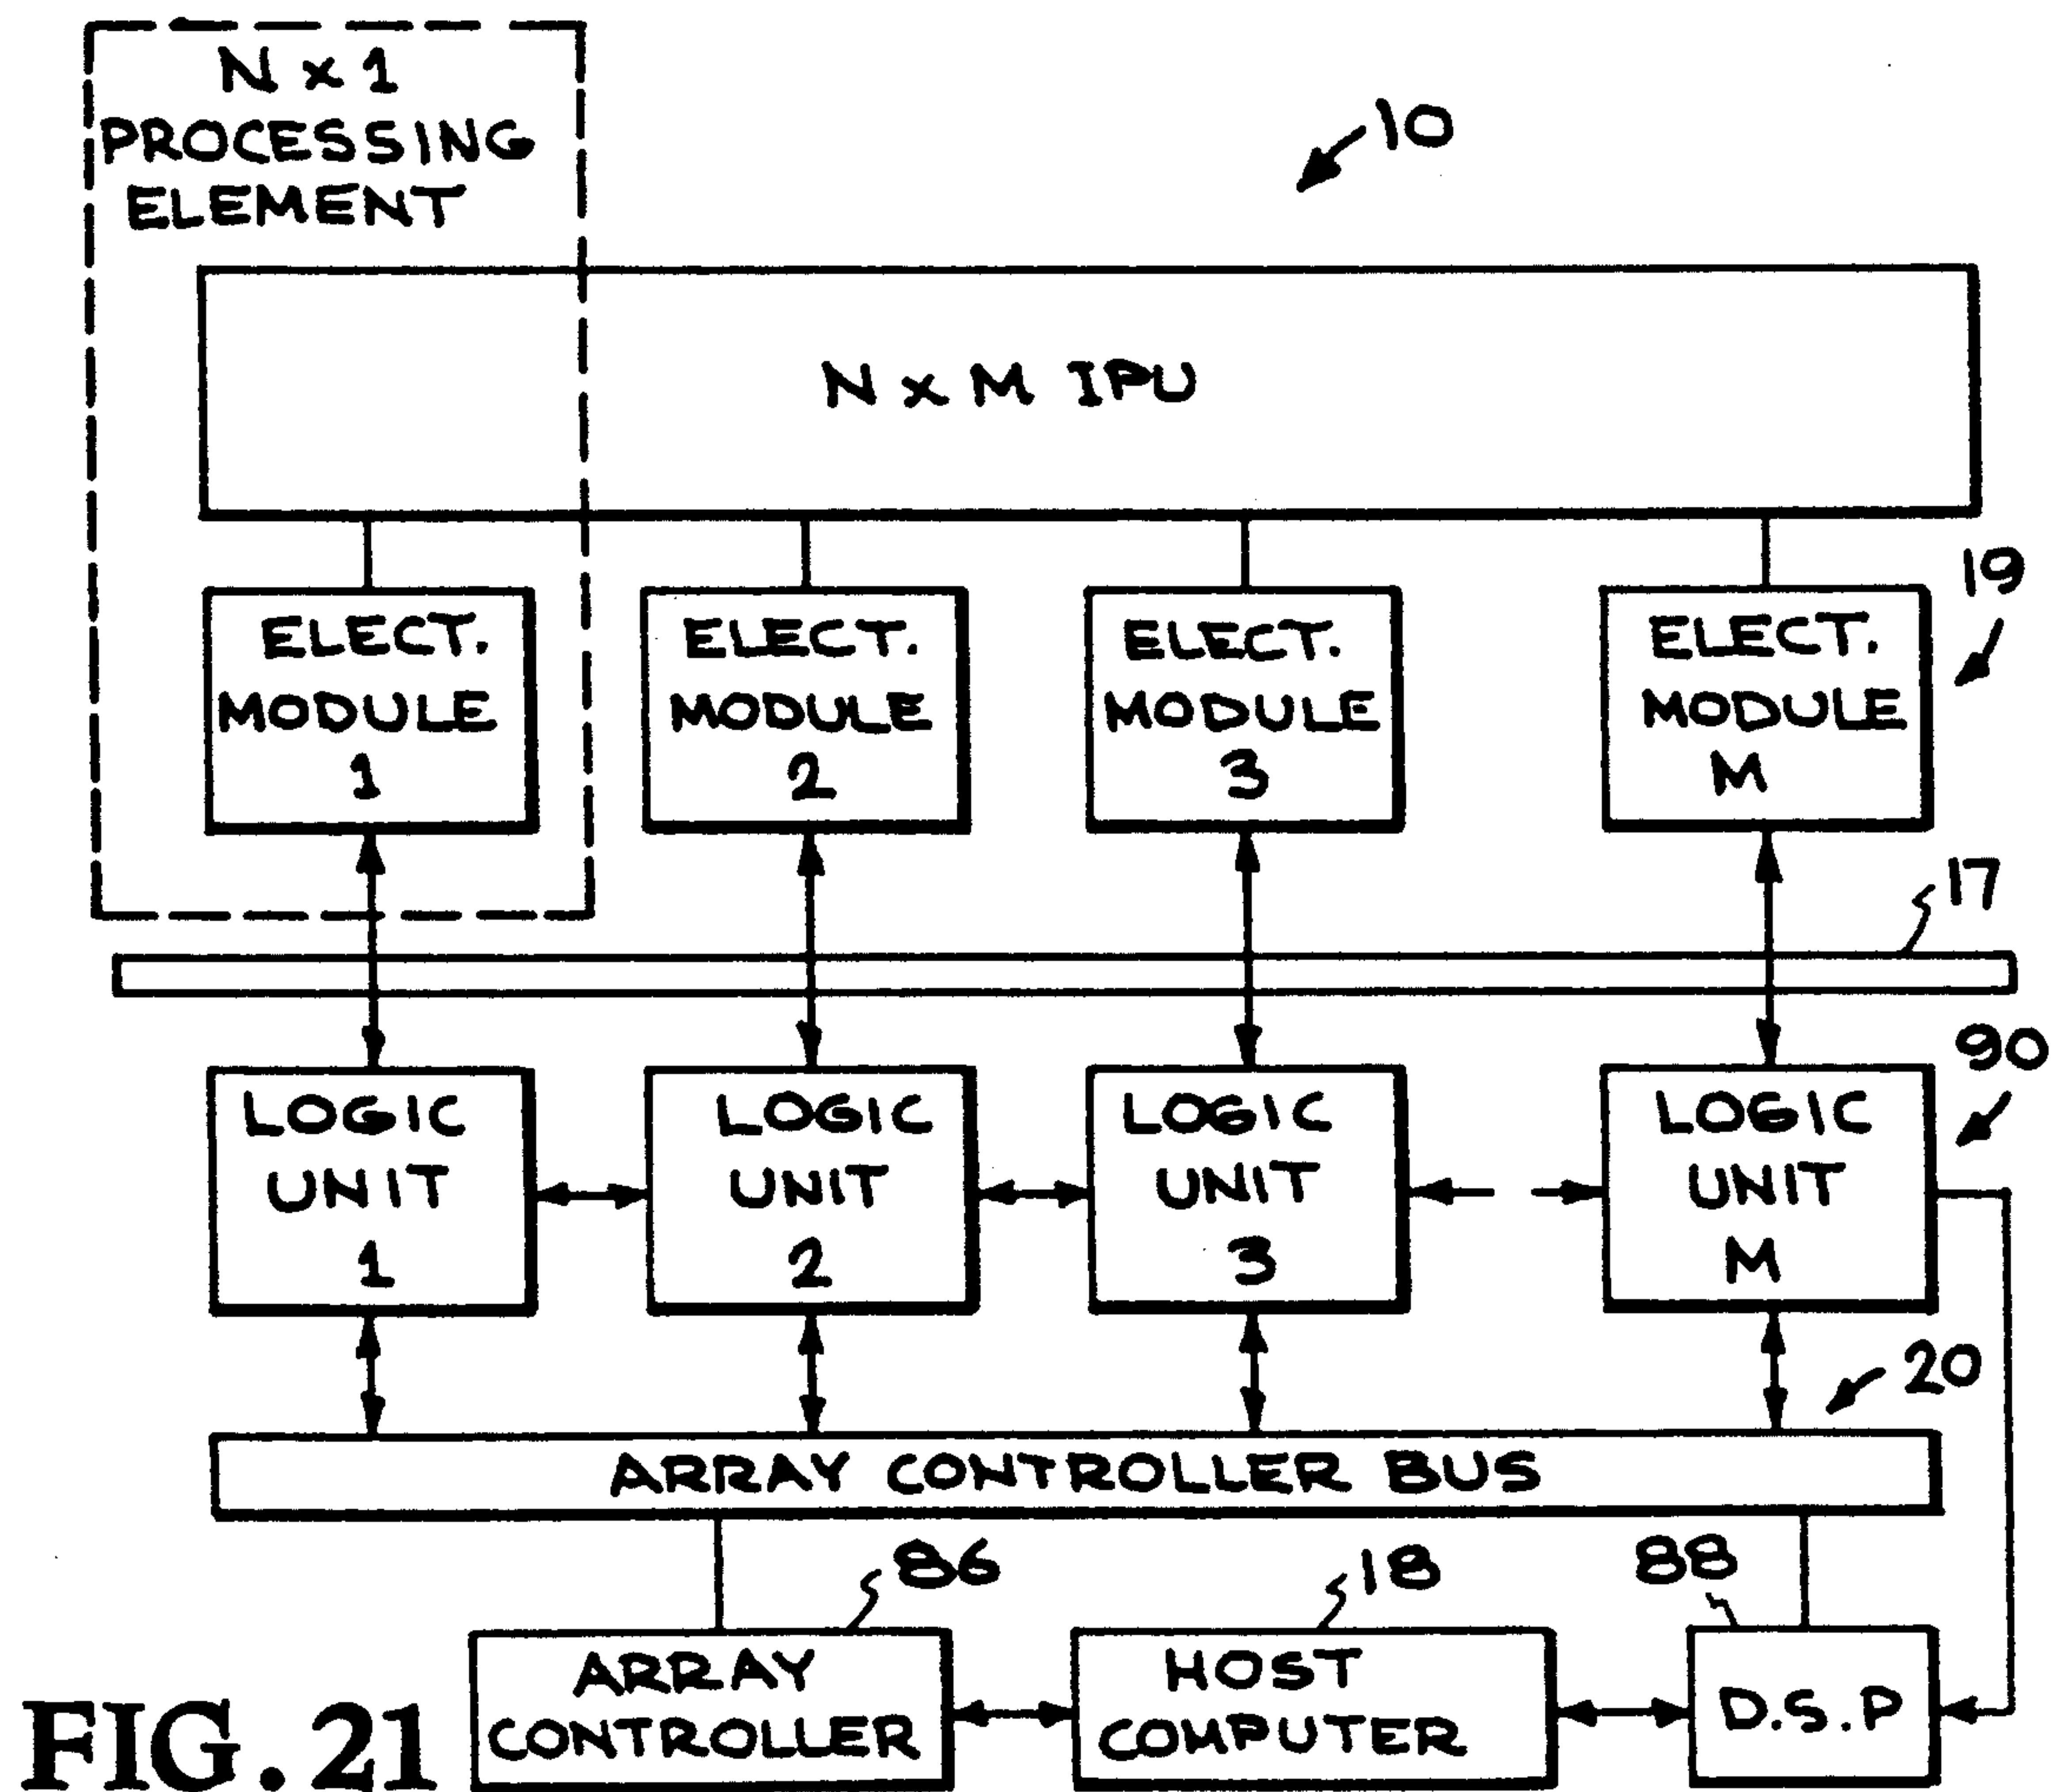 N x 1
PROCESSING
ELEMENT
10
N x M IPU
19
ELECT.
MODULE
1
ELECT.
MODULE
2
ELECT.
MODULE
3
ELECT.
MODULE
M
17
90
LOGIC
UNIT
1
LOGIC
UNIT
2
LOGIC
UNIT
3
LOGIC
UNIT
M
20
ARRAY CONTROLLER BUS
86
18
88
ARRAY
CONTROLLER
HOST
COMPUTER
D.S.P
FIG. 21